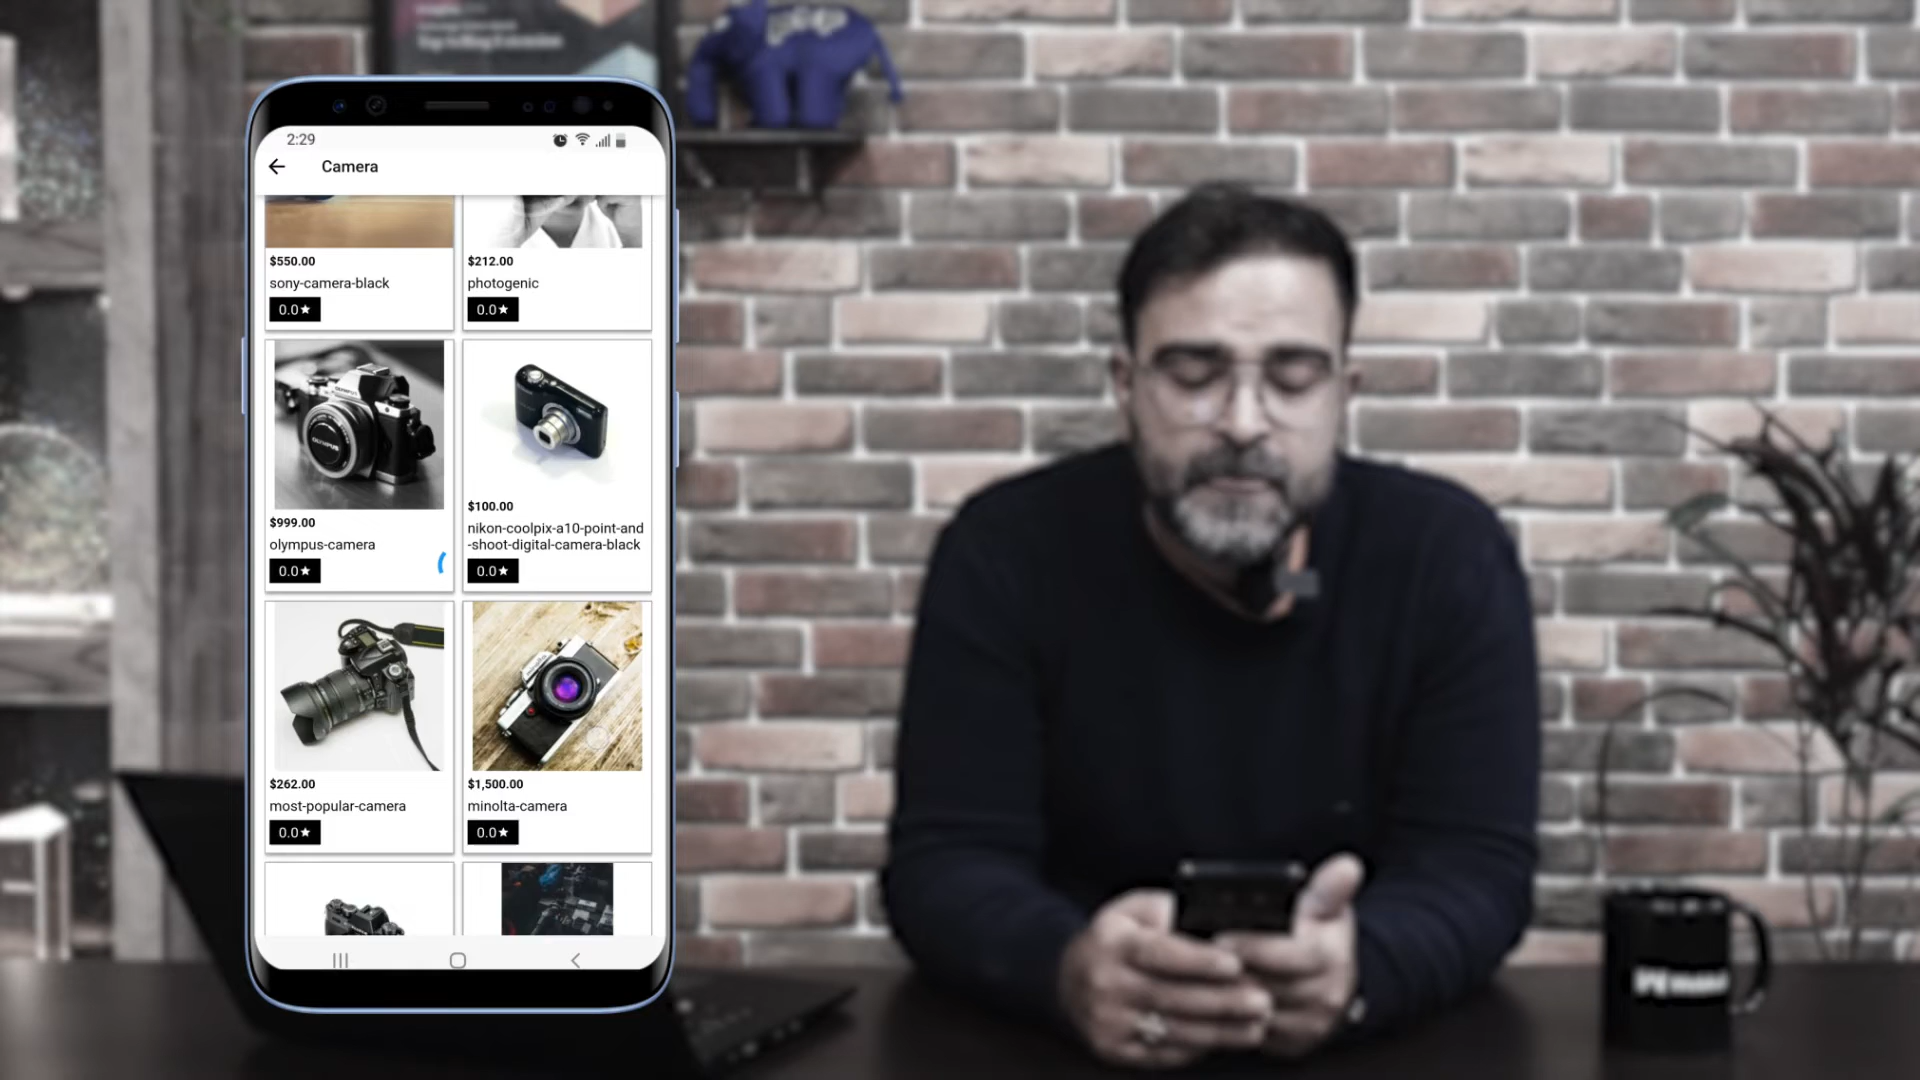 2:29
Camera
$550.00
sony-camera-black
0.0★
$212.00
photogenic
0.0★
OLYMPUS
$999.00
olympus-camera
0.0★
$100.00
nikon-coolpix-a10-point-and
-shoot-digital-camera-black
0.0★
$262.00
most-popular-camera
0.0★
$1,500.00
minolta-camera
0.0★